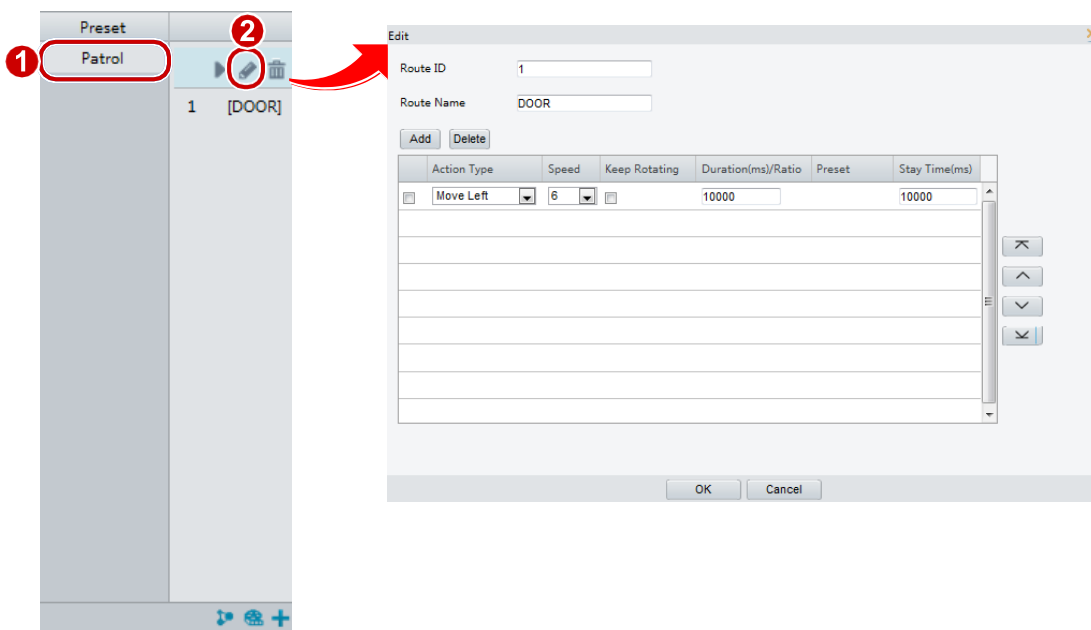 Preset
2
1
Patrol
1 [DOOR]
Edit
Route ID 1
Route Name DOOR
Add Delete
Action Type Speed Keep Rotating Duration(ms)/Ratio Preset Stay Time(ms)
Move Left 6 10000 10000
OK Cancel